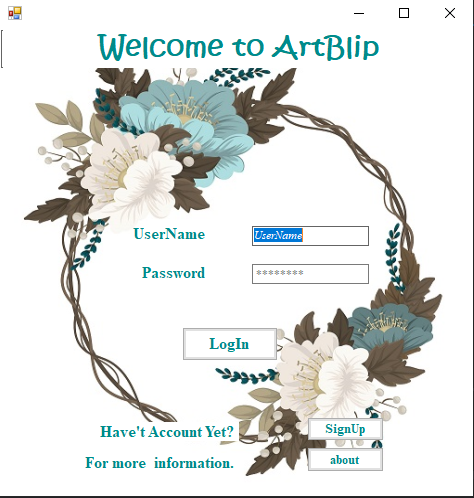 Welcome to ArtBlip
UserName UserName
Password ********
LogIn
Have't Account Yet? SignUp
For more information. about